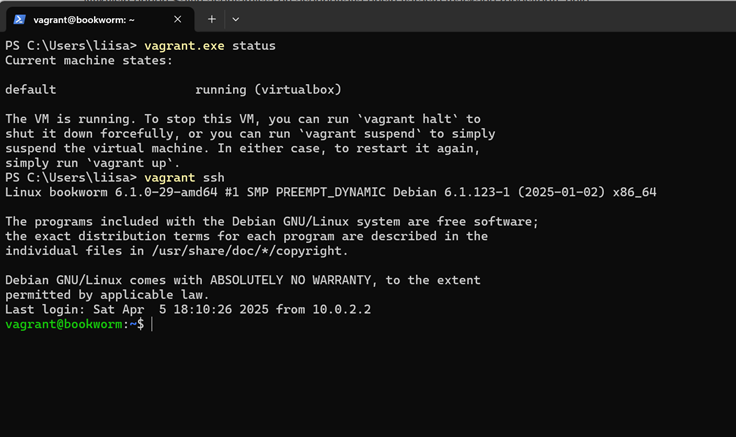 vagrant@bookworm: ~
PS C:\Users\liisa> vagrant.exe status
Current machine states:
default                   running (virtualbox)
The VM is running. To stop this VM, you can run `vagrant halt` to
shut it down forcefully, or you can run `vagrant suspend` to simply
suspend the virtual machine. In either case, to restart it again,
simply run `vagrant up`.
PS C:\Users\liisa> vagrant ssh
Linux bookworm 6.1.0-29-amd64 #1 SMP PREEMPT_DYNAMIC Debian 6.1.123-1 (2025-01-02) x86_64
The programs included with the Debian GNU/Linux system are free software;
the exact distribution terms for each program are described in the
individual files in /usr/share/doc/*/copyright.
Debian GNU/Linux comes with ABSOLUTELY NO WARRANTY, to the extent
permitted by applicable law.
Last login: Sat Apr  5 18:10:26 2025 from 10.0.2.2
vagrant@bookworm:~$